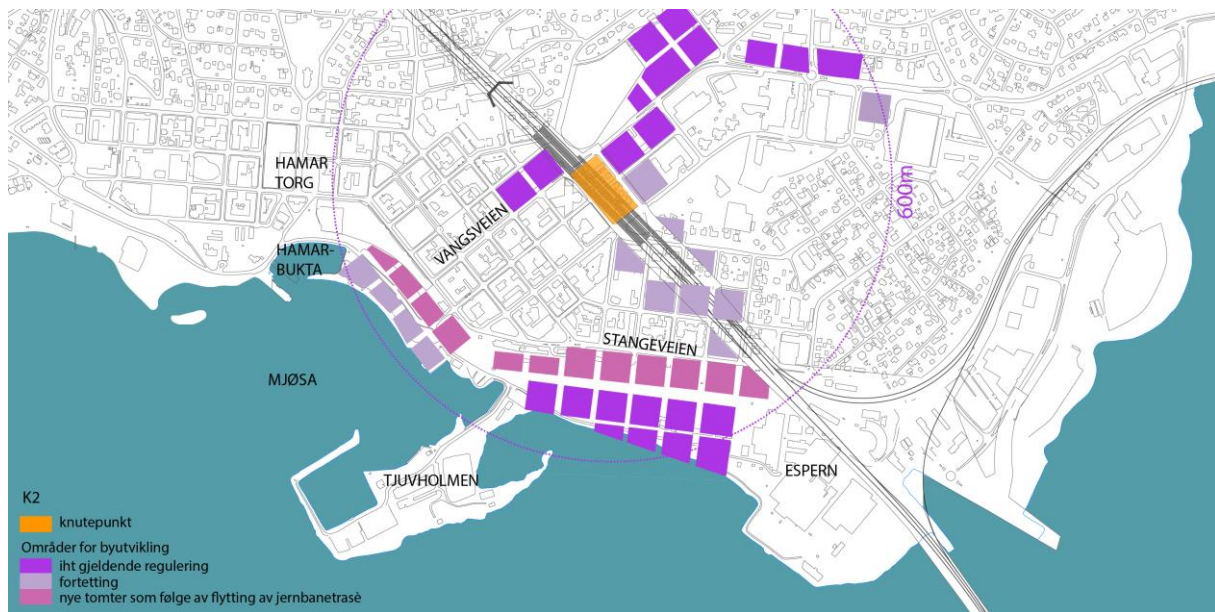 HAMAR
TORG
HAMAR-
BUKTA
VANGSVEIEN
600m
STANGEVEIEN
MJØSA
TJUVHOLMEN
ESPERN
K2
knutepunkt
Områder for byutvikling
iht gjeldende regulering
fortetting
nye tomter som følge av flytting av jernbanetrasè